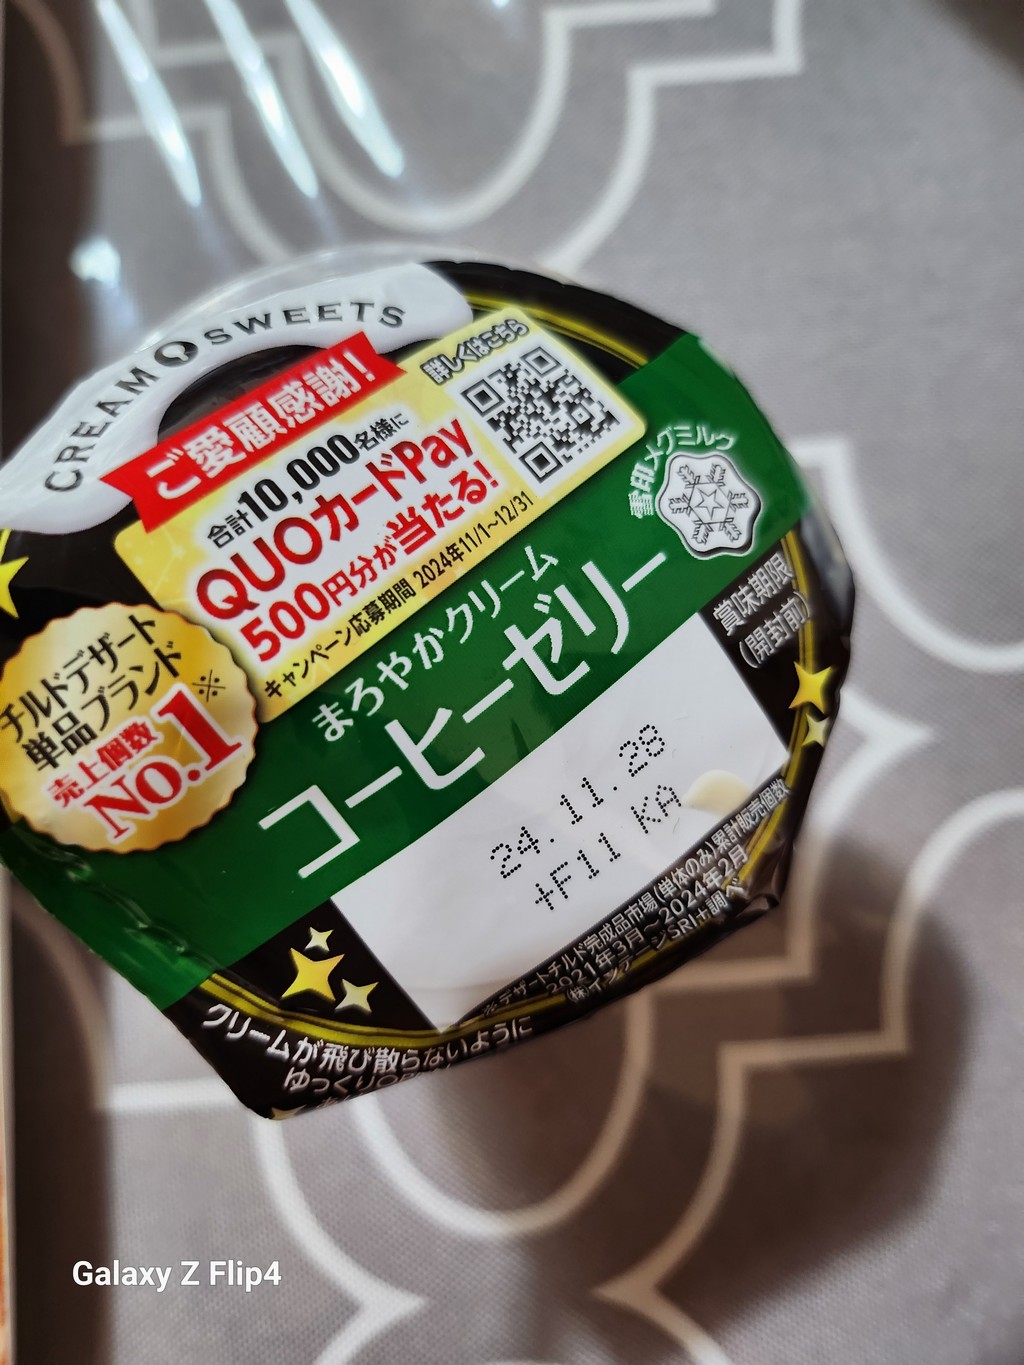 CREAM SWEETS
ご愛顧感謝!
詳しくはこちら
合計10,000名様に
QUOカードPay
500円分が当たる!
キャンペーン応募期間 2024年11/1~12/31
雪印メグミルク
まろやかクリーム
コーヒーゼリー
チルドデザート
単品ブランド※
売上個数
No.1
賞味期限
(開封前)
24.11.28
+F11 KA
※デザートチルド完成品市場(単体のみ)累計販売個数
2021年3月~2024年2月
(株)インテージSRI+調べ
クリームが飛び散らないように
ゆっくり
Galaxy Z Flip4